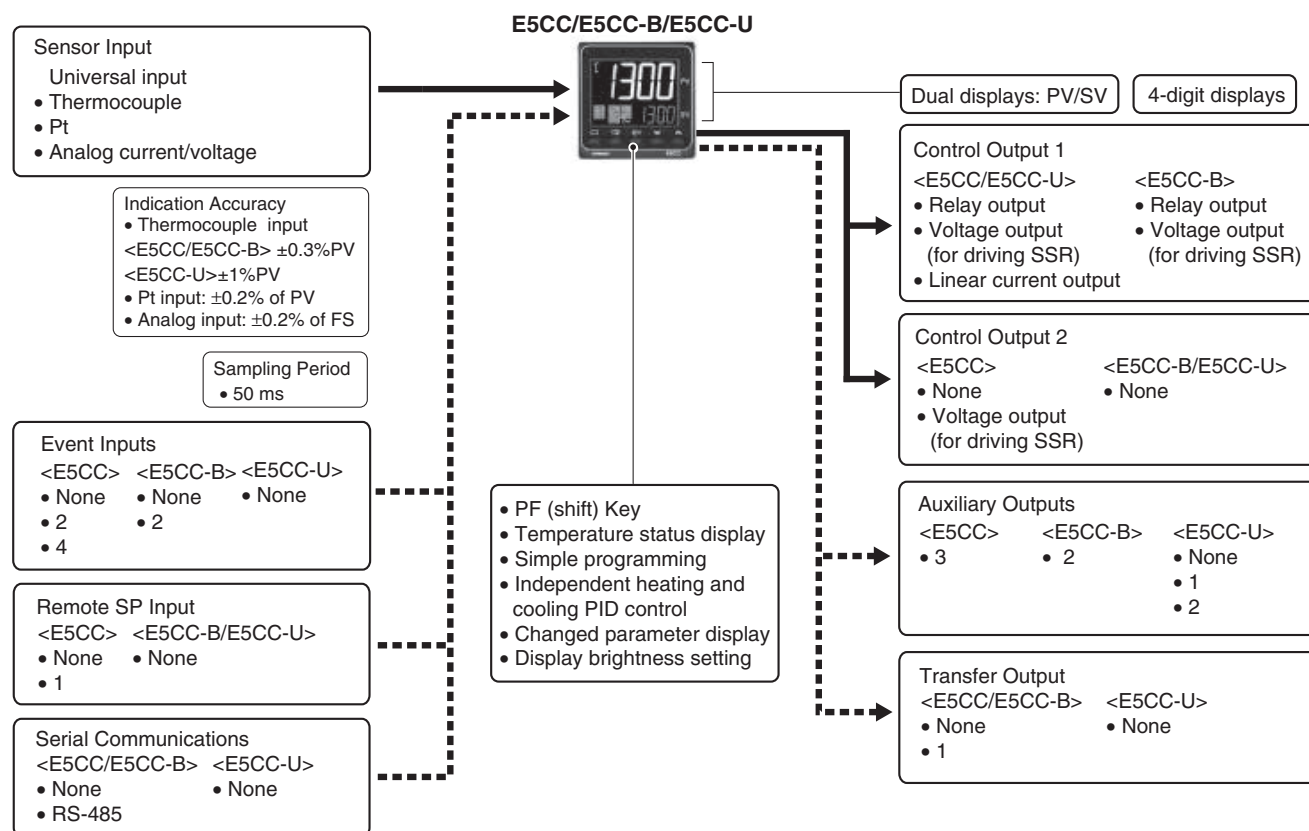 E5CC/E5CC-B/E5CC-U
Sensor Input
Universal input
• Thermocouple
• Pt
• Analog current/voltage
Indication Accuracy
• Thermocouple input
<E5CC/E5CC-B> ±0.3%PV
<E5CC-U>±1%PV
• Pt input: ±0.2% of PV
• Analog input: ±0.2% of FS
Sampling Period
• 50 ms
Event Inputs
<E5CC> <E5CC-B> <E5CC-U>
• None • None • None
• 2 • 2
• 4
Remote SP Input
<E5CC> <E5CC-B/E5CC-U>
• None • None
• 1
Serial Communications
<E5CC/E5CC-B> <E5CC-U>
• None • None
• RS-485
1300
PV
1300
• PF (shift) Key
• Temperature status display
• Simple programming
• Independent heating and
cooling PID control
• Changed parameter display
• Display brightness setting
Dual displays: PV/SV 4-digit displays
Control Output 1
<E5CC/E5CC-U> <E5CC-B>
• Relay output • Relay output
• Voltage output • Voltage output
(for driving SSR) (for driving SSR)
• Linear current output
Control Output 2
<E5CC> <E5CC-B/E5CC-U>
• None • None
• Voltage output
(for driving SSR)
Auxiliary Outputs
<E5CC> <E5CC-B> <E5CC-U>
• 3 • 2 • None
• 1
• 2
Transfer Output
<E5CC/E5CC-B> <E5CC-U>
• None • None
• 1